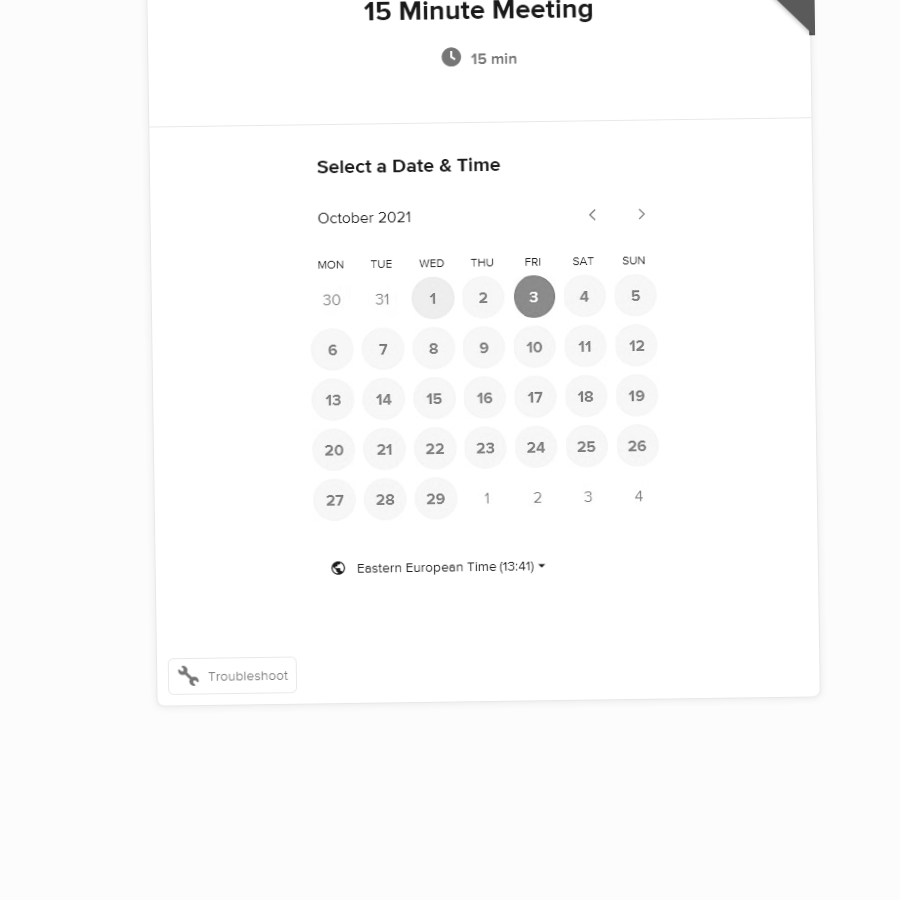 15 Minute Meeting
15 min
Select a Date & Time
October 2021
MON TUE WED THU FRI SAT SUN
30 31 1 2 3 4 5
6 7 8 9 10 11 12
13 14 15 16 17 18 19
20 21 22 23 24 25 26
27 28 29 1 2 3 4
Eastern European Time (13:41)
Troubleshoot